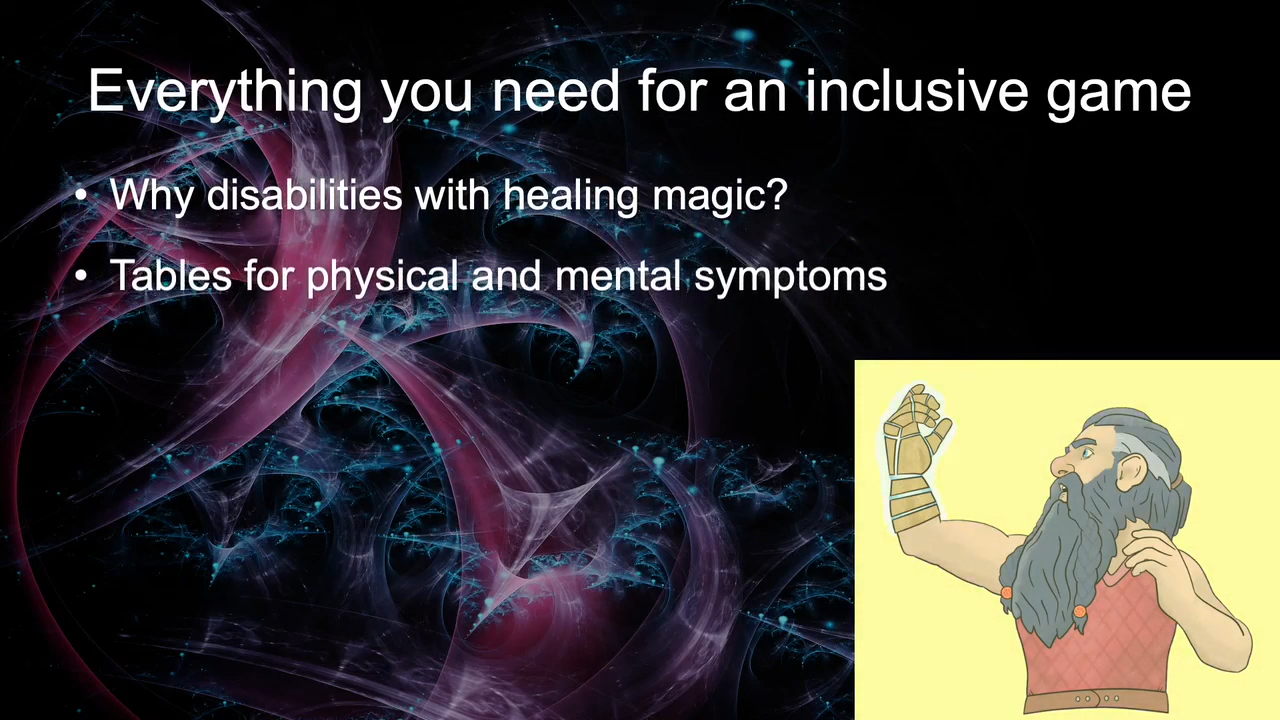 Everything you need for an inclusive game
• Why disabilities with healing magic?
• Tables for physical and mental symptoms